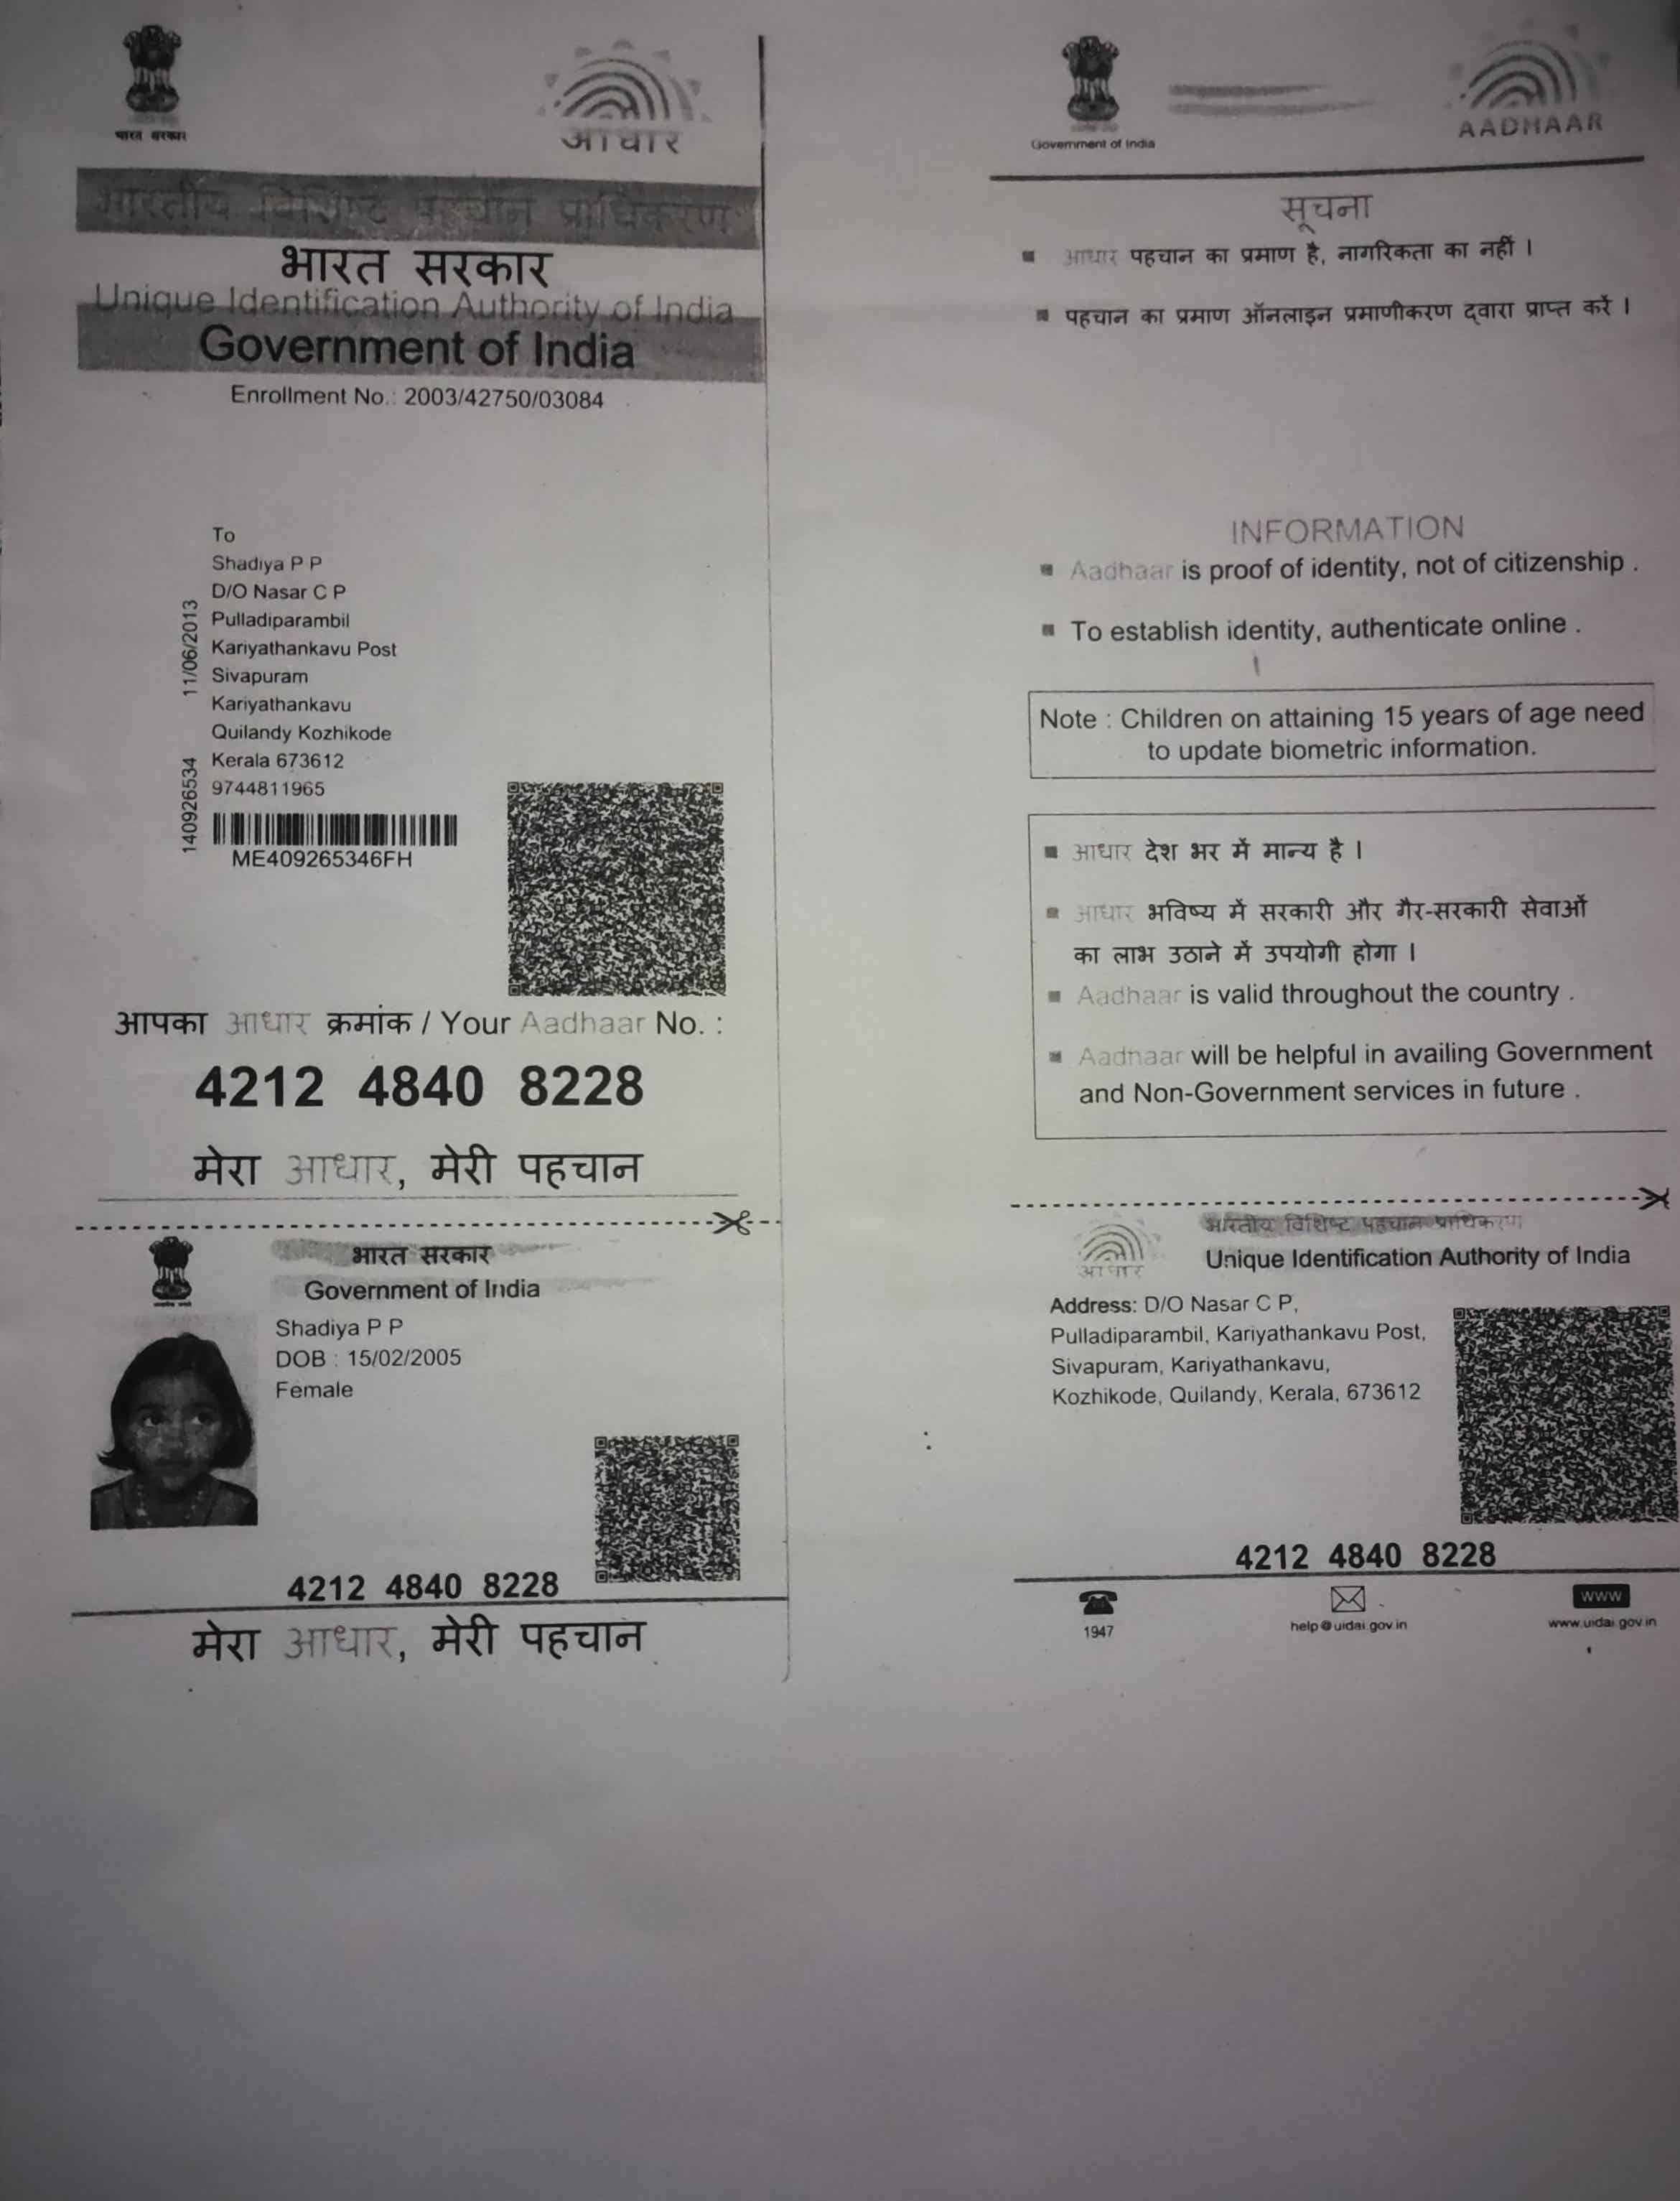 भारत सरकार
आधार
भारतीय विशिष्ट पहचान प्राधिकरण
भारत सरकार
Unique Identification Authority of India
Government of India
Enrollment No.: 2003/42750/03084
To
Shadiya P P
D/O Nasar C P
Pulladiparambil
Kariyathankavu Post
Sivapuram
Kariyathankavu
Quilandy Kozhikode
Kerala 673612
9744811965
11/06/2013
140926534
ME409265346FH
आपका आधार क्रमांक / Your Aadhaar No. :
4212 4840 8228
मेरा आधार, मेरी पहचान
भारत सरकार
Government of India
Shadiya P P
DOB : 15/02/2005
Female
4212 4840 8228
मेरा आधार, मेरी पहचान
Government of India
AADHAAR
सूचना
आधार पहचान का प्रमाण है, नागरिकता का नहीं ।
पहचान का प्रमाण ऑनलाइन प्रमाणीकरण द्वारा प्राप्त करें ।
INFORMATION
Aadhaar is proof of identity, not of citizenship .
To establish identity, authenticate online .
Note : Children on attaining 15 years of age need
to update biometric information.
आधार देश भर में मान्य है ।
आधार भविष्य में सरकारी और गैर-सरकारी सेवाओं
का लाभ उठाने में उपयोगी होगा ।
Aadhaar is valid throughout the country .
Aadhaar will be helpful in availing Government
and Non-Government services in future .
भारतीय विशिष्ट पहचान प्राधिकरण
आधार
Unique Identification Authority of India
Address: D/O Nasar C P,
Pulladiparambil, Kariyathankavu Post,
Sivapuram, Kariyathankavu,
Kozhikode, Quilandy, Kerala, 673612
4212 4840 8228
1947
help@uidai.gov.in
www
www.uidai.gov.in